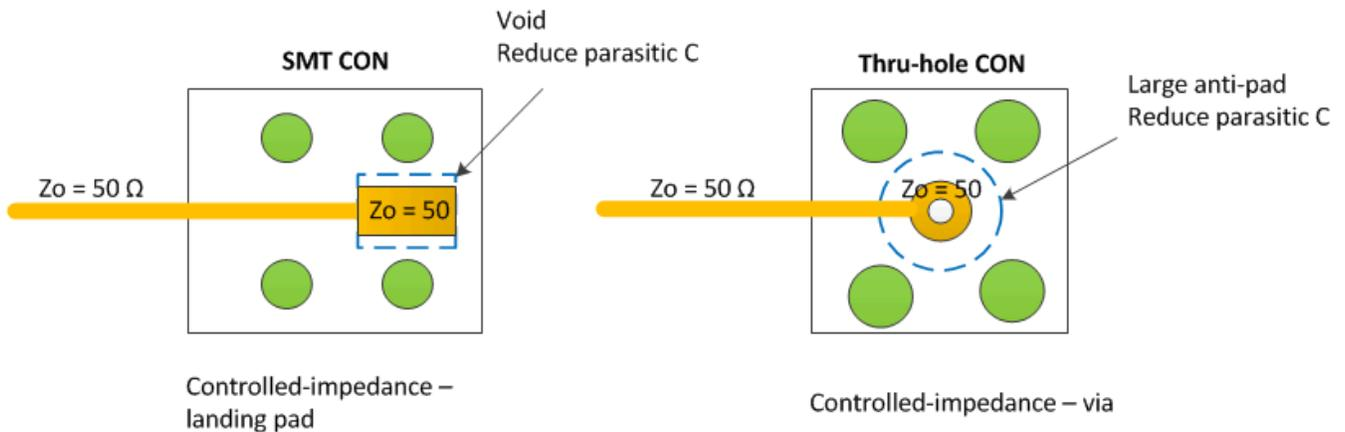 Void
Reduce parasitic C
SMT CON
Zo = 50 Ω
Zo = 50
Controlled-impedance –
landing pad
Thru-hole CON
Large anti-pad
Reduce parasitic C
Zo = 50 Ω
Zo = 50
Controlled-impedance – via